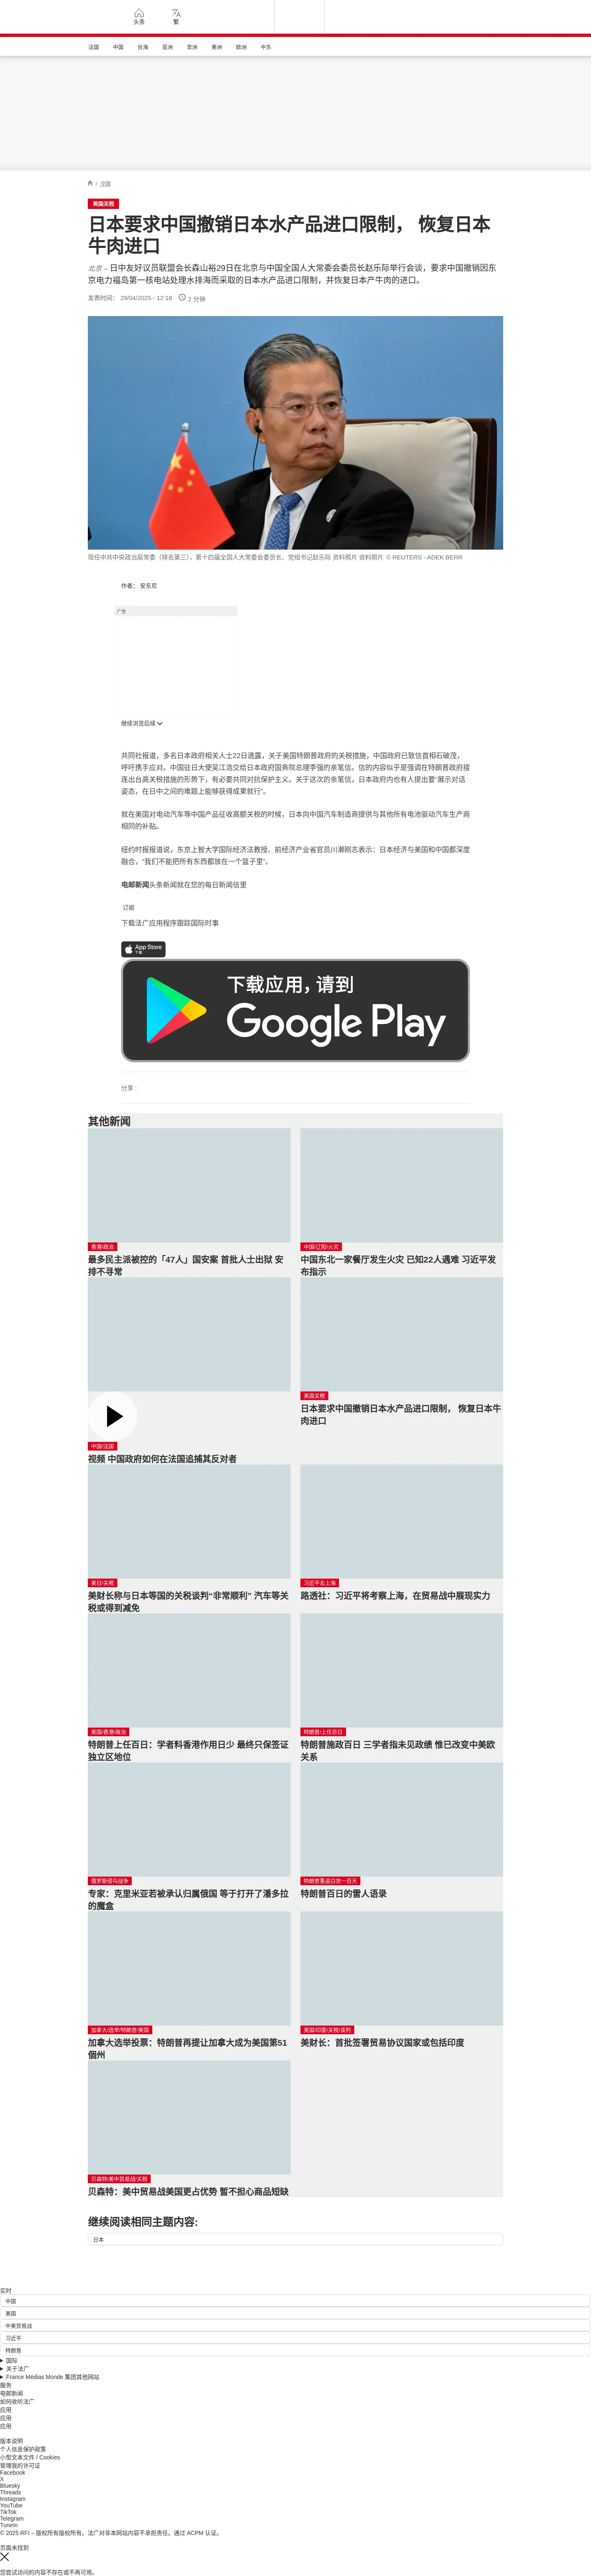 头条
繁
法国
中国
台海
亚洲
非洲
美洲
欧洲
中东
/ 中国
美国关税
日本要求中国撤销日本水产品进口限制， 恢复日本
牛肉进口
北京 – 日中友好议员联盟会长森山裕29日在北京与中国全国人大常委会委员长赵乐际举行会谈，要求中国撤销因东
京电力福岛第一核电站处理水排海而采取的日本水产品进口限制，并恢复日本产牛肉的进口。
发表时间： 29/04/2025 - 12:18 2 分钟
现任中共中央政治局常委（排名第三），第十四届全国人大常委会委员长、党组书记赵乐际 资料照片 资料照片 © REUTERS - ADEK BERR
作者： 安东尼
广告
继续浏览后续
共同社报道，多名日本政府相关人士22日透露，关于美国特朗普政府的关税措施，中国政府已致信首相石破茂，
呼吁携手应对。中国驻日大使吴江浩交给日本政府国务院总理李强的亲笔信。信的内容似乎是强调在特朗普政府接
连出台高关税措施的形势下，有必要共同对抗保护主义。关于这次的亲笔信，日本政府内也有人提出要“展示对话
姿态，在日中之间的难题上能够获得成果就行”。
就在美国对电动汽车等中国产品征收高额关税的时候，日本向中国汽车制造商提供与其他所有电池驱动汽车生产商
相同的补贴。
纽约时报报道说，东京上智大学国际经济法教授、前经济产业省官员川濑刚志表示：日本经济与美国和中国都深度
融合，“我们不能把所有东西都放在一个篮子里”。
电邮新闻头条新闻就在您的每日新闻信里
订阅
下载法广应用程序跟踪国际时事
App Store
下载
下载应用，请到
Google Play
分享 :
其他新闻
香港/政治
最多民主派被控的「47人」国安案 首批人士出狱 安
排不寻常
中国/辽阳/火灾
中国东北一家餐厅发生火灾 已知22人遇难 习近平发
布指示
中国/法国
视频 中国政府如何在法国追捕其反对者
美国关税
日本要求中国撤销日本水产品进口限制， 恢复日本牛
肉进口
美日/关税
美财长称与日本等国的关税谈判“非常顺利” 汽车等关
税或得到减免
习近平去上海
路透社：习近平将考察上海，在贸易战中展现实力
美国/香港/政治
特朗普上任百日：学者料香港作用日少 最终只保签证
独立区地位
特朗普/上任百日
特朗普施政百日 三学者指未见政绩 惟已改变中美欧
关系
俄罗斯侵乌战争
专家：克里米亚若被承认归属俄国 等于打开了潘多拉
的魔盒
特朗普重返白宫一百天
特朗普百日的雷人语录
加拿大/选举/特朗普/美国
加拿大选举投票：特朗普再提让加拿大成为美国第51
個州
美国/印度/关税/谈判
美财长：首批签署贸易协议国家或包括印度
贝森特/美中贸易战/关税
贝森特：美中贸易战美国更占优势 暂不担心商品短缺
继续阅读相同主题内容:
日本
实时
中国
美国
中美贸易战
习近平
特朗普
国际
关于法广
France Médias Monde 集团其他网站
服务
电邮新闻
如何收听法广
应用
应用
应用
版本说明
个人信息保护政策
小型文本文件 / Cookies
管理我的许可证
Facebook
X
Bluesky
Threads
Instagram
YouTube
TikTok
Telegram
TuneIn
© 2025 RFI – 版权所有版权所有。法广对非本网站内容不承担责任。通过 ACPM 认证。
页面未找到
您尝试访问的内容不存在或不再可用。